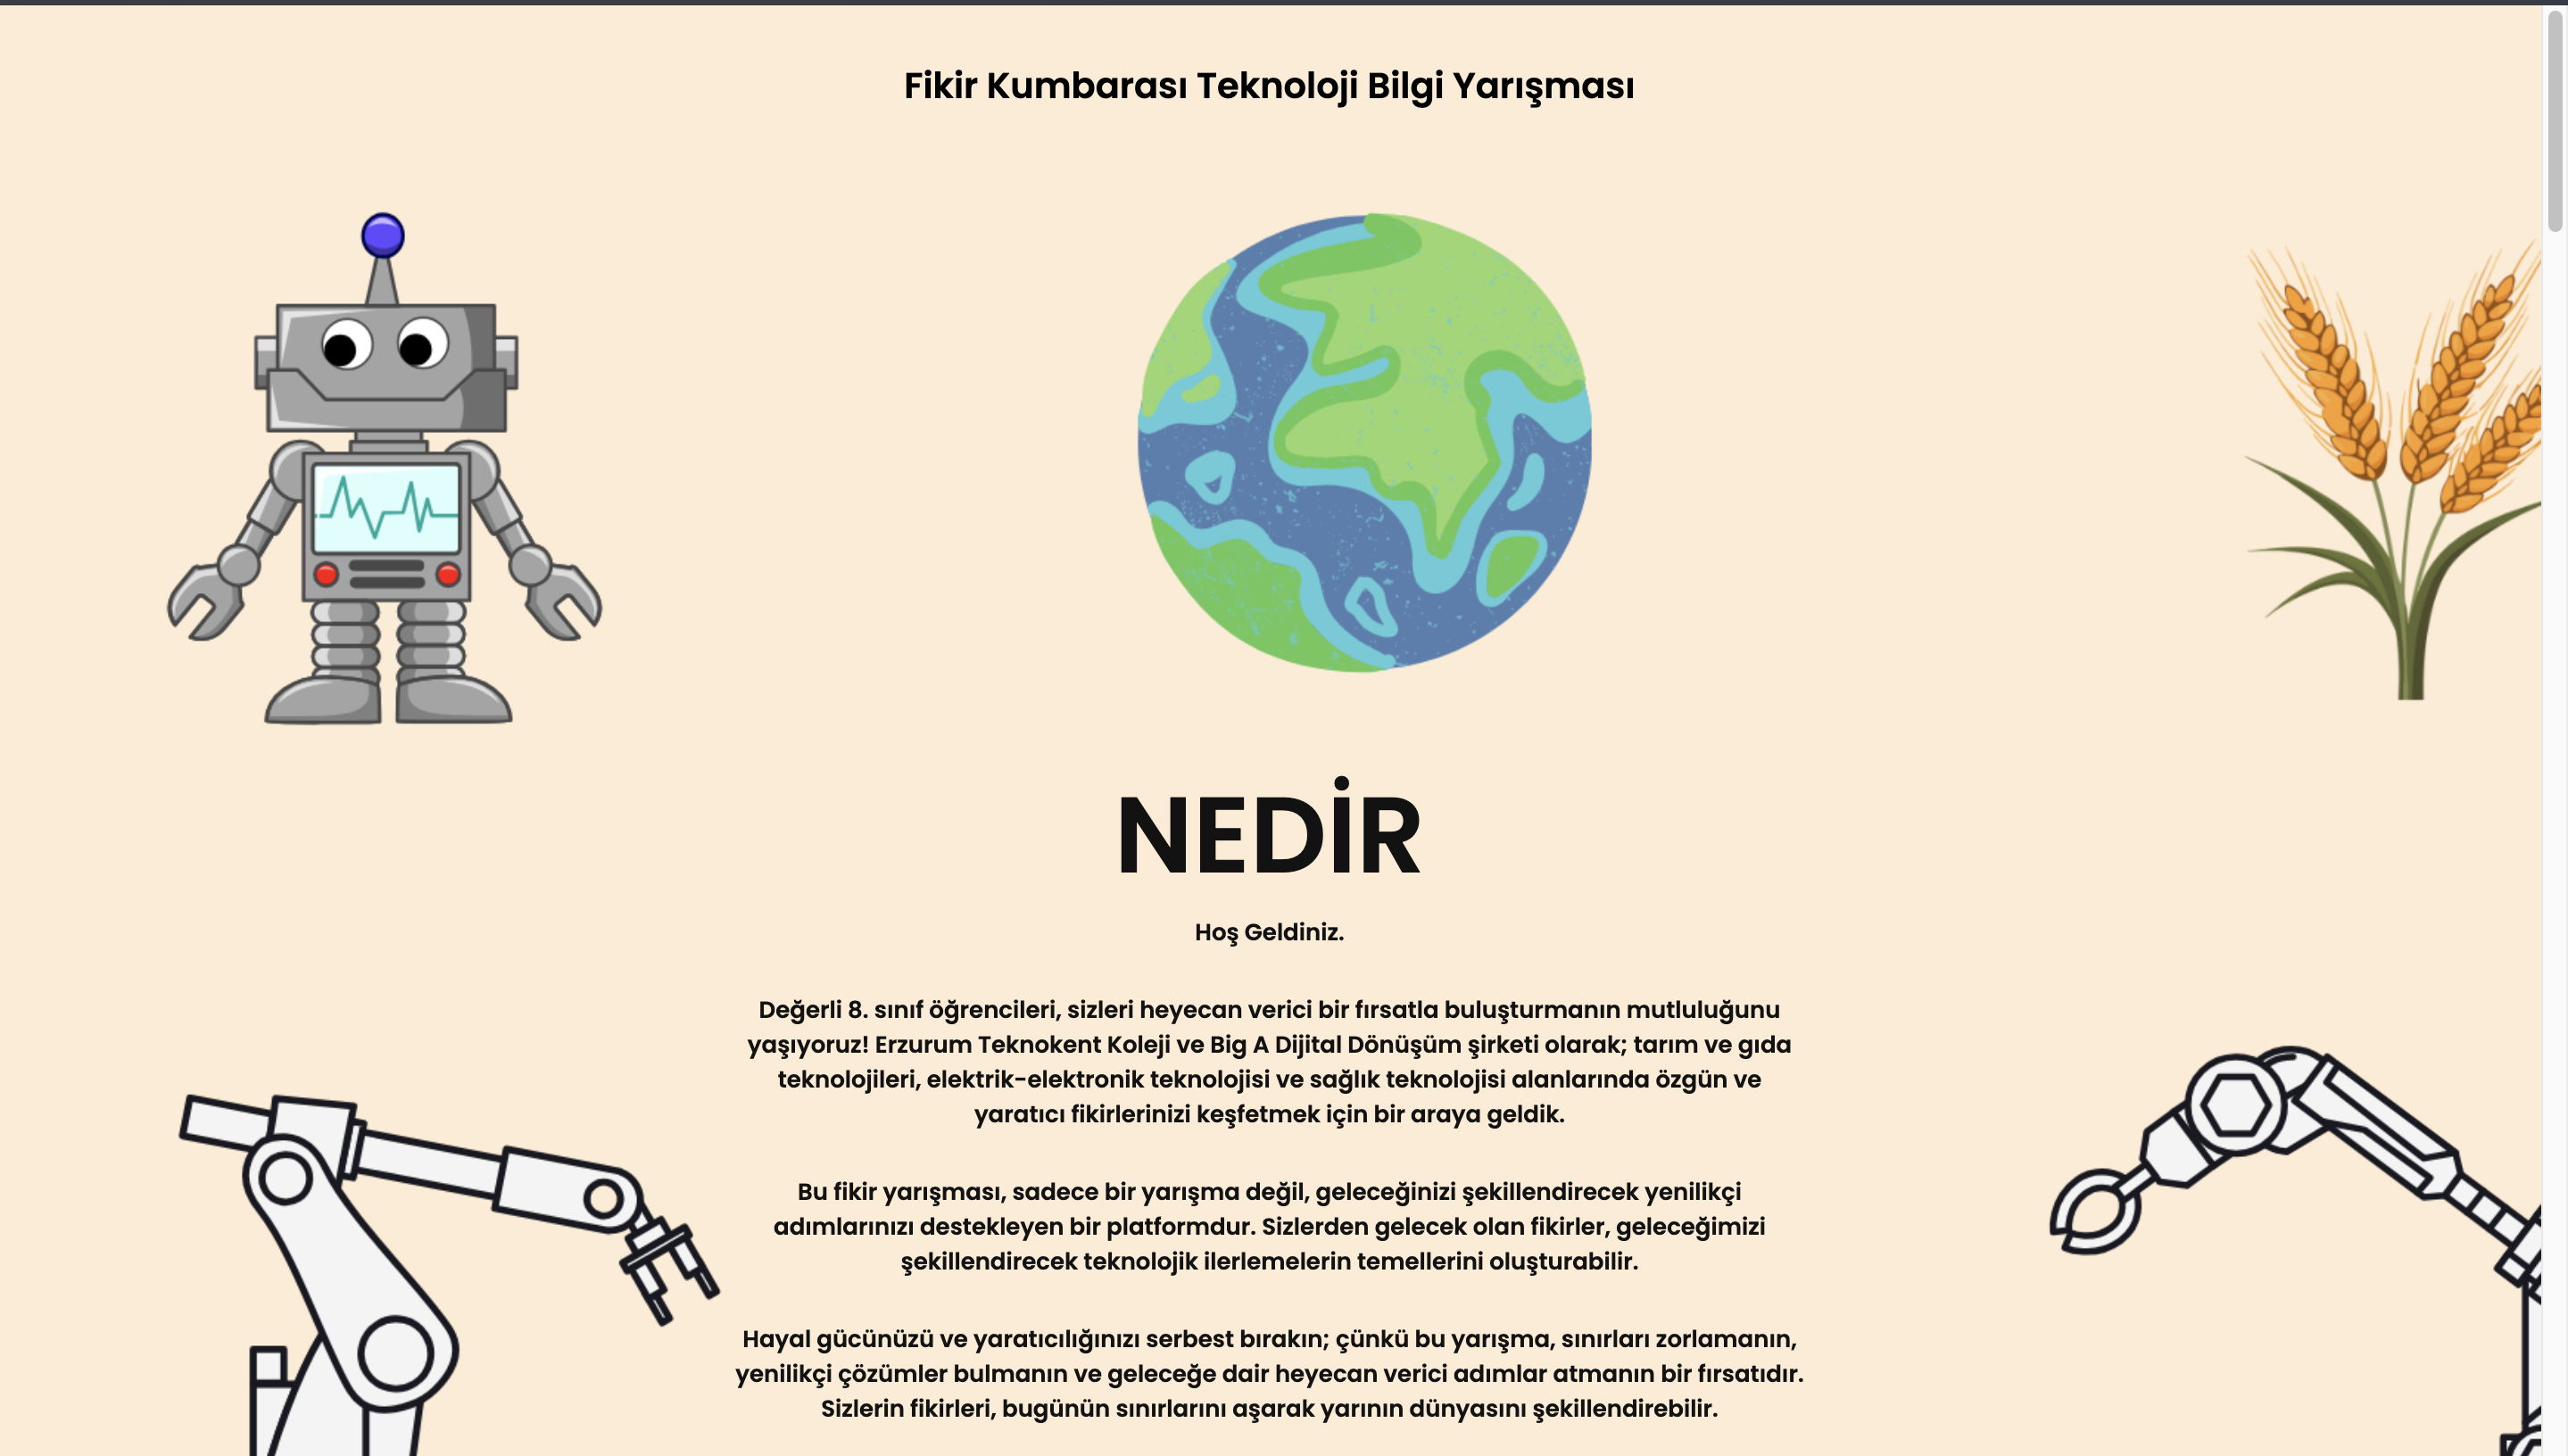 Fikir Kumbarası Teknoloji Bilgi Yarışması
NEDİR
Hoş Geldiniz.
Değerli 8. sınıf öğrencileri, sizleri heyecan verici bir fırsatla buluşturmanın mutluluğunu
yaşıyoruz! Erzurum Teknokent Koleji ve Big A Dijital Dönüşüm şirketi olarak; tarım ve gıda
teknolojileri, elektrik-elektronik teknolojisi ve sağlık teknolojisi alanlarında özgün ve
yaratıcı fikirlerinizi keşfetmek için bir araya geldik.
Bu fikir yarışması, sadece bir yarışma değil, geleceğinizi şekillendirecek yenilikçi
adımlarınızı destekleyen bir platformdur. Sizlerden gelecek olan fikirler, geleceğimizi
şekillendirecek teknolojik ilerlemelerin temellerini oluşturabilir.
Hayal gücünüzü ve yaratıcılığınızı serbest bırakın; çünkü bu yarışma, sınırları zorlamanın,
yenilikçi çözümler bulmanın ve geleceğe dair heyecan verici adımlar atmanın bir fırsatıdır.
Sizlerin fikirleri, bugünün sınırlarını aşarak yarının dünyasını şekillendirebilir.